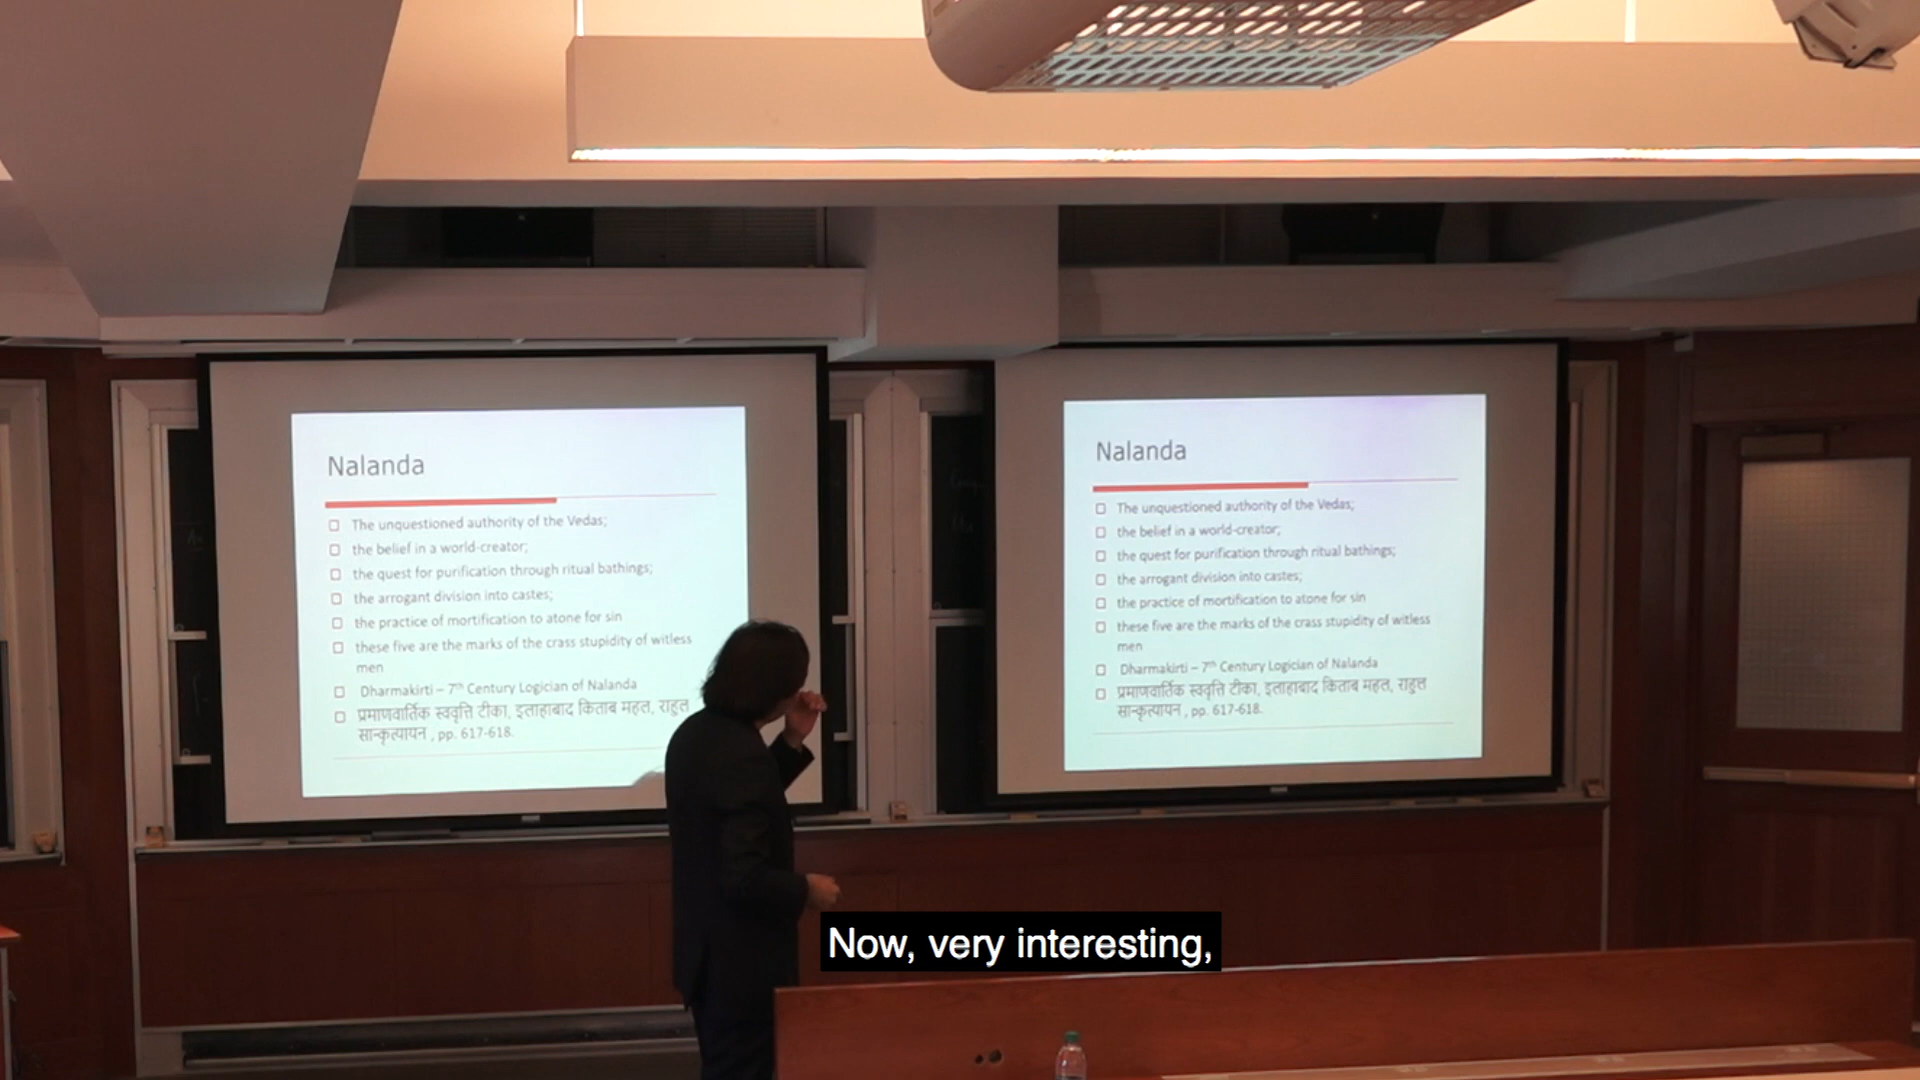 Nalanda
The unquestioned authority of the Vedas;
the belief in a world-creator;
the quest for purification through ritual bathings;
the arrogant division into castes;
the practice of mortification to atone for sin
these five are the marks of the crass stupidity of witless
men
Dharmakirti – 7th Century Logician of Nalanda
प्रमाणवार्तिक स्ववृत्ति टीका, इलाहाबाद किताब महल, राहुल
सान्कृत्यायन , pp. 617-618.
Nalanda
The unquestioned authority of the Vedas;
the belief in a world-creator;
the quest for purification through ritual bathings;
the arrogant division into castes;
the practice of mortification to atone for sin
these five are the marks of the crass stupidity of witless
men
Dharmakirti – 7th Century Logician of Nalanda
प्रमाणवार्तिक स्ववृत्ति टीका, इलाहाबाद किताब महल, राहुल
सान्कृत्यायन , pp. 617-618.
Now, very interesting,